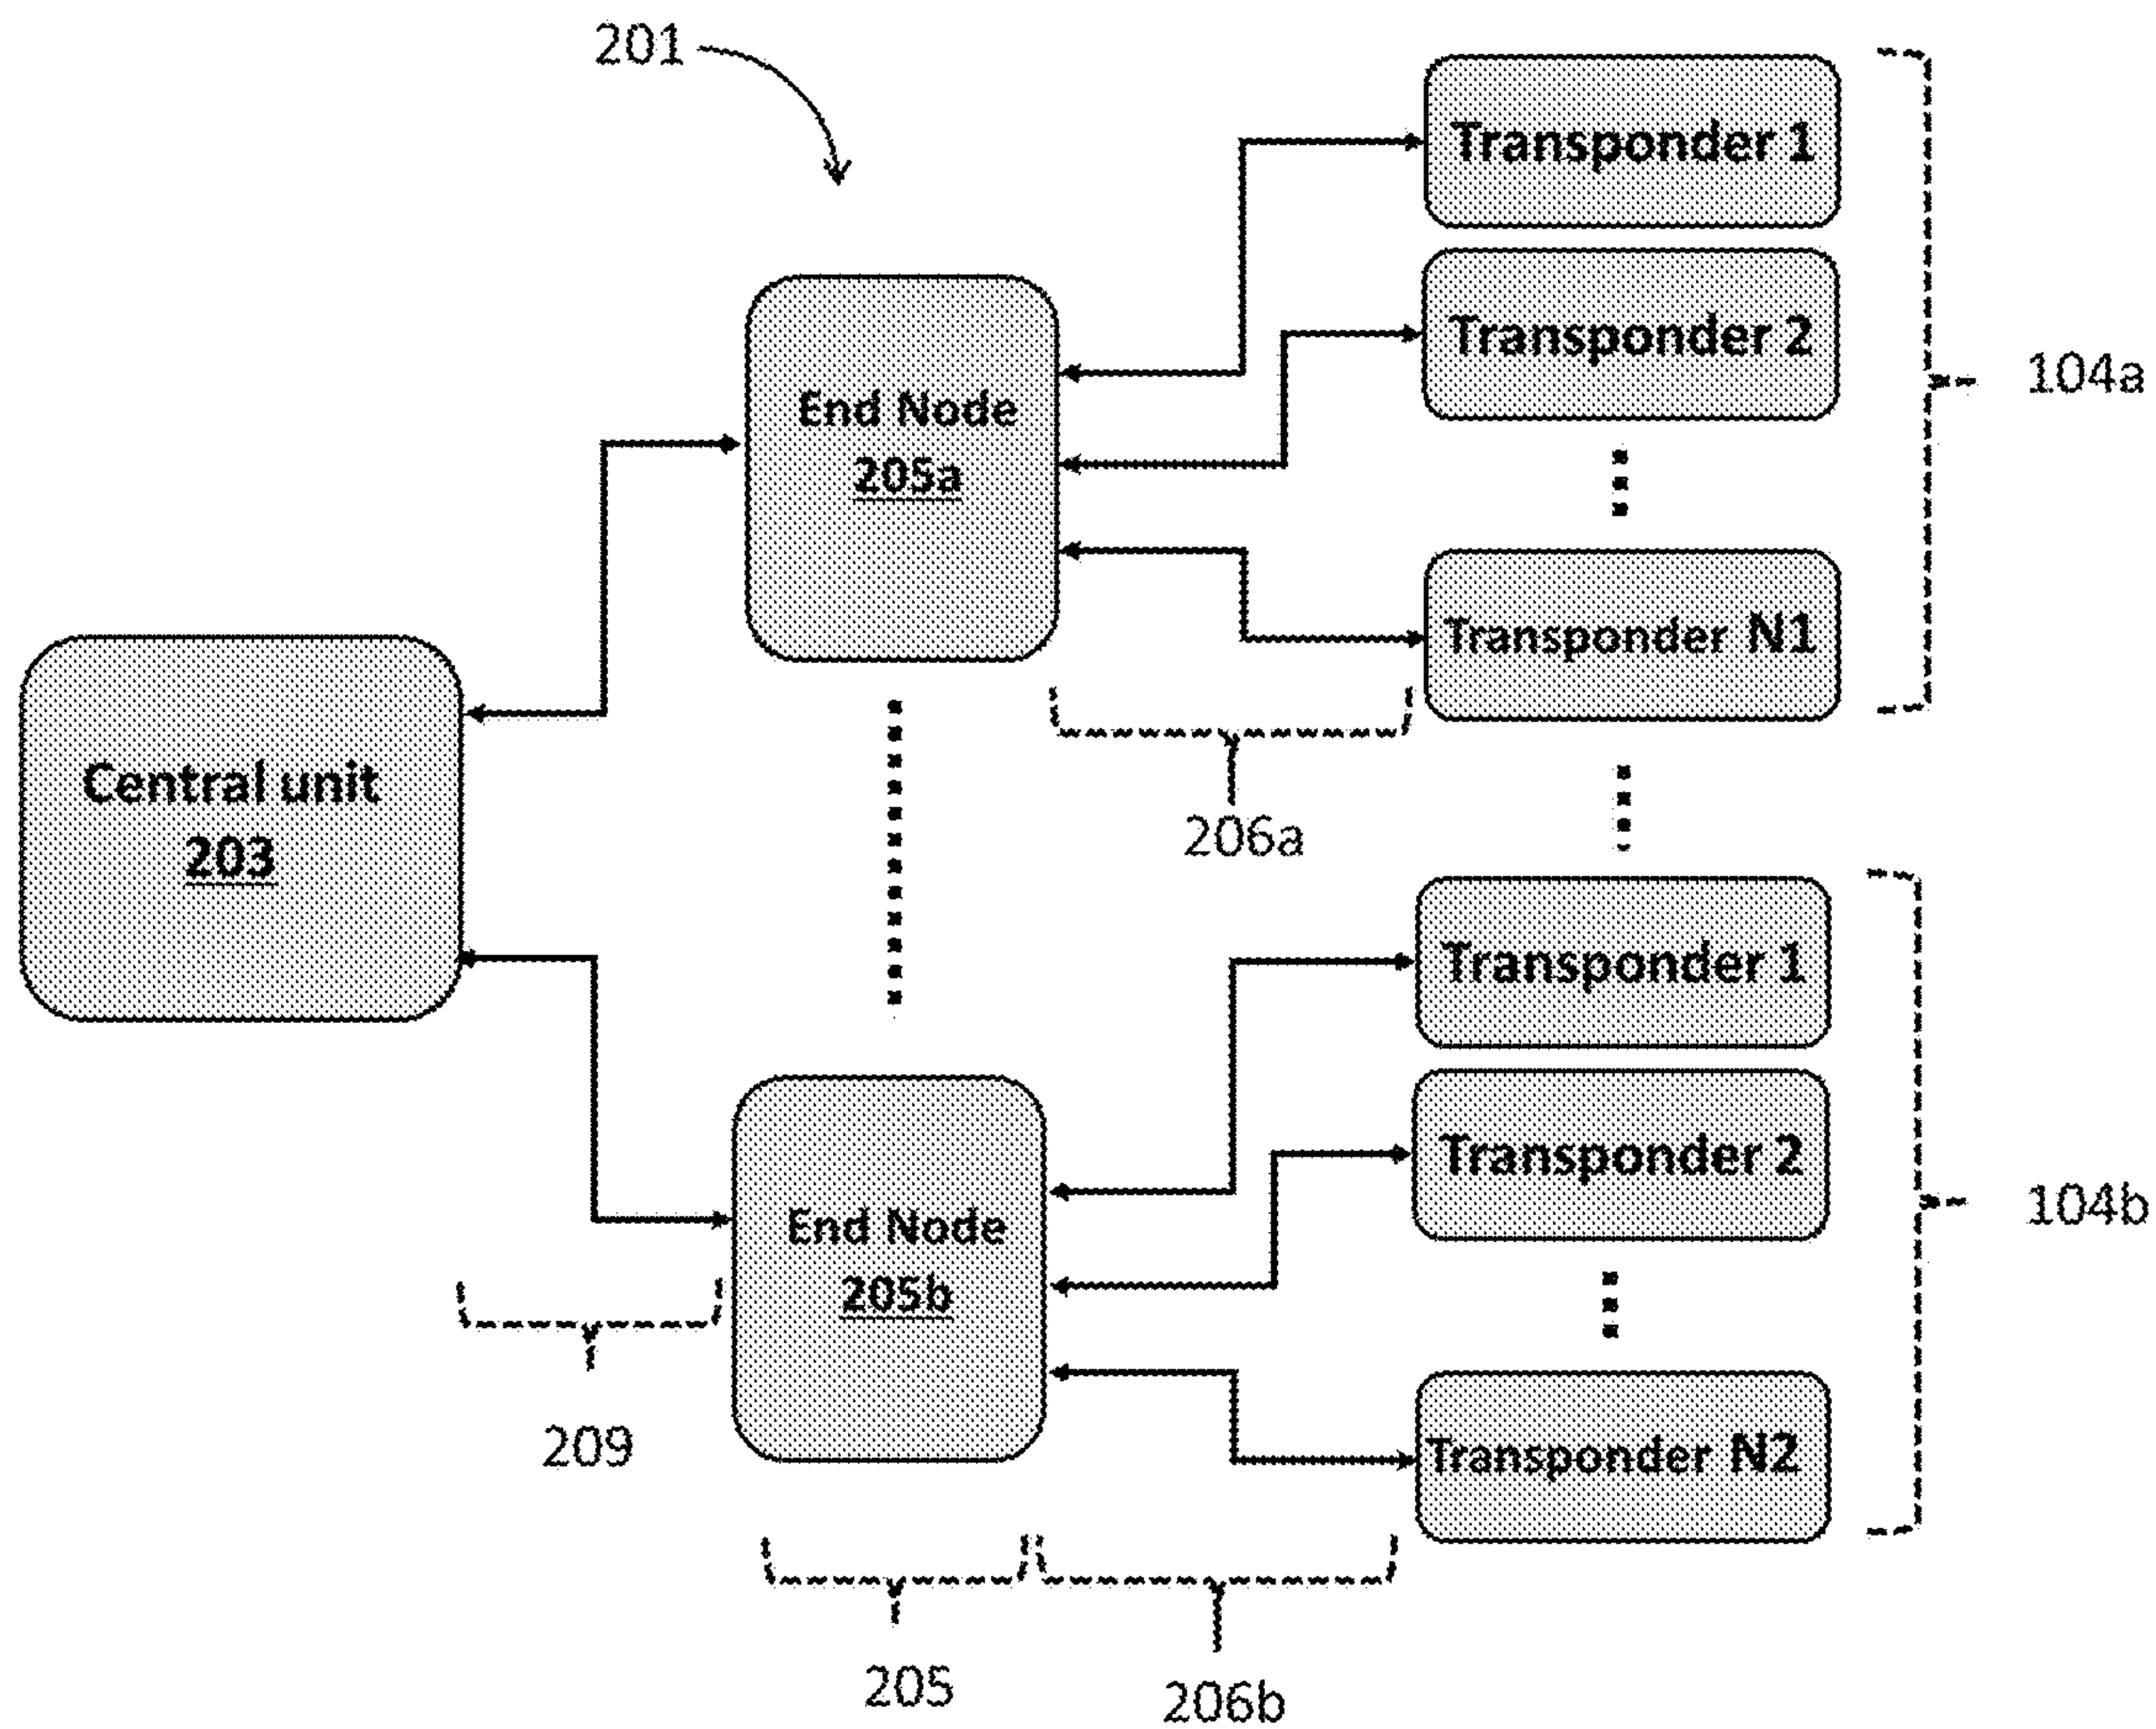 201
Transponder 1
Transponder 2
104a
End Node
205a
Transponder N1
Central unit
203
206a
Transponder 1
Transponder 2
104b
End Node
205b
209
Transponder N2
205
206b